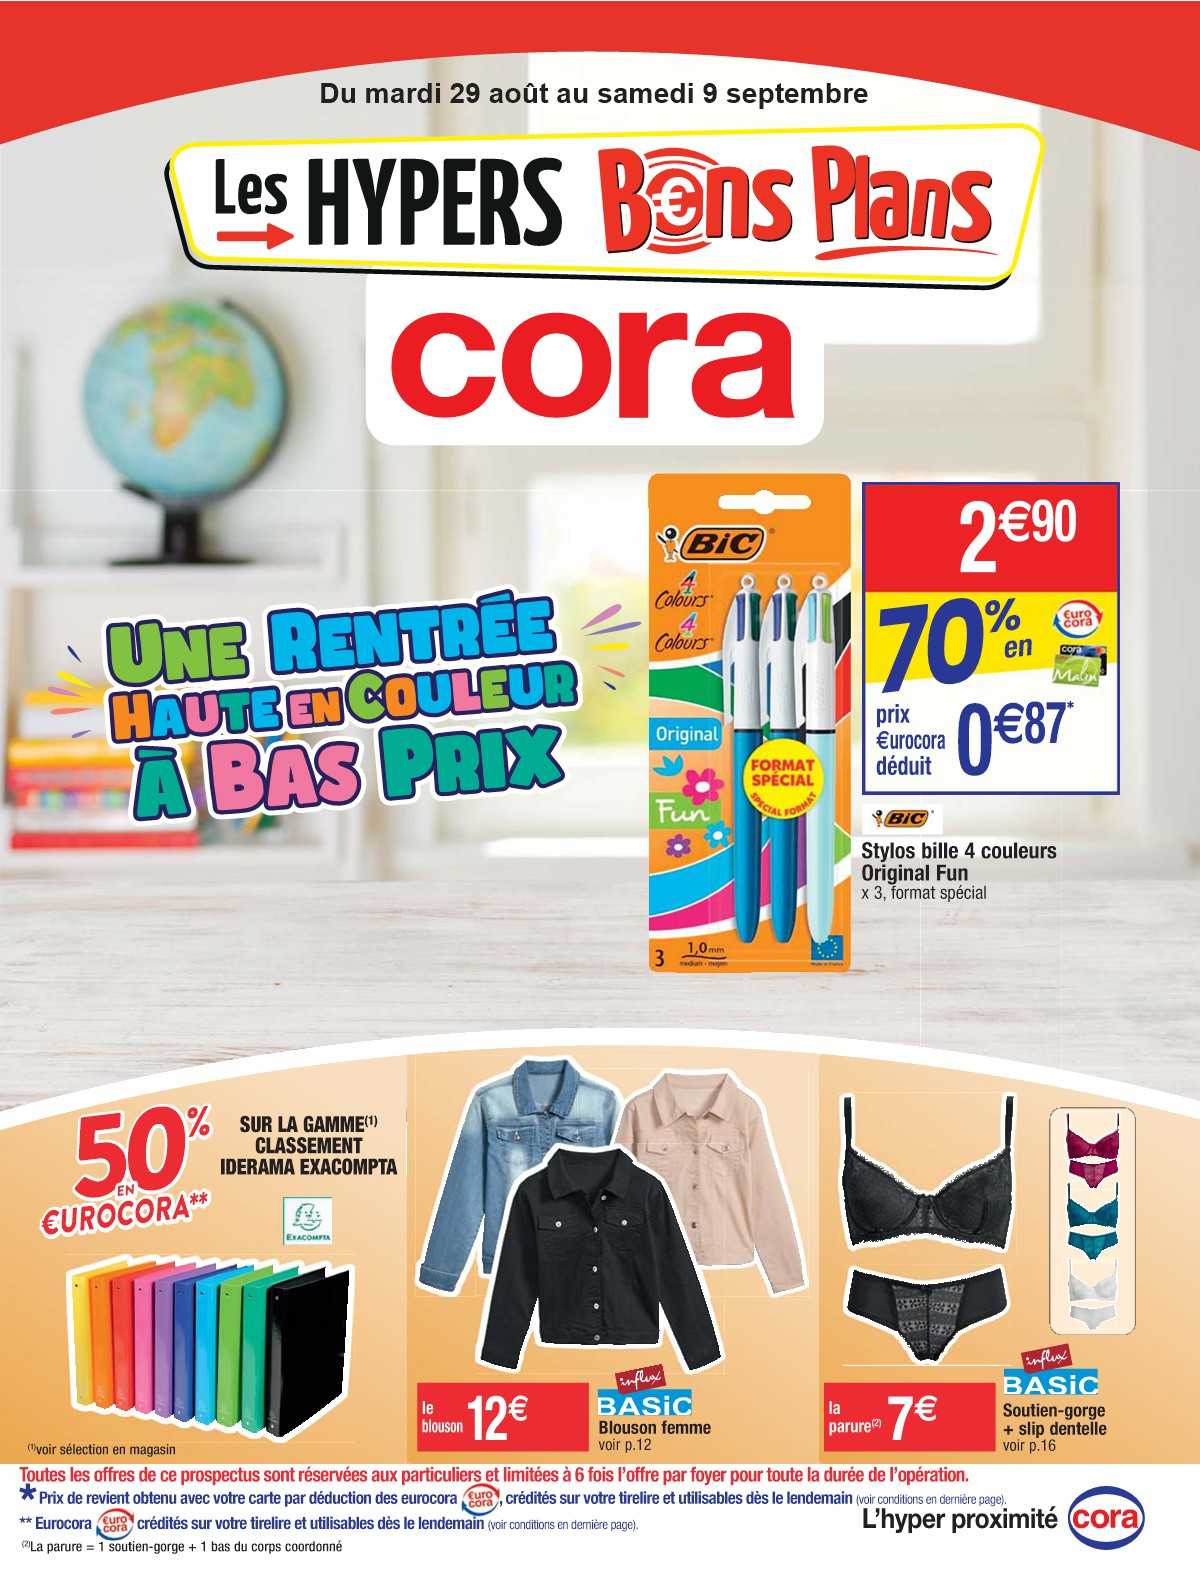 Du mardi 29 août au samedi 9 septembre
Les HYPERS Bons Plans
cora
UNE RENTRÉE
HAUTE EN COULEUR
À BAS PRIX
BIC
4
Colours
4
Colours
Original
Fun
FORMAT
SPÉCIAL
SPECIAL FORMAT
3
1,0 mm
medium - moyen
2€90
70% en
€uro
cora
cora
Malin
prix
€urocora
déduit
0€87*
BIC
Stylos bille 4 couleurs
Original Fun
x 3, format spécial
50%
EN
€UROCORA**
SUR LA GAMME(1)
CLASSEMENT
IDERAMA EXACOMPTA
EXACOMPTA
(1)voir sélection en magasin
le
blouson
12€
influx
BASiC
Blouson femme
voir p.12
la
parure(2)
7€
influx
BASiC
Soutien-gorge
+ slip dentelle
voir p.16
Toutes les offres de ce prospectus sont réservées aux particuliers et limitées à 6 fois l'offre par foyer pour toute la durée de l'opération.
* Prix de revient obtenu avec votre carte par déduction des eurocora €uro cora, crédités sur votre tirelire et utilisables dès le lendemain (voir conditions en dernière page).
** Eurocora €uro cora crédités sur votre tirelire et utilisables dès le lendemain (voir conditions en dernière page).
(2)La parure = 1 soutien-gorge + 1 bas du corps coordonné
L'hyper proximité cora